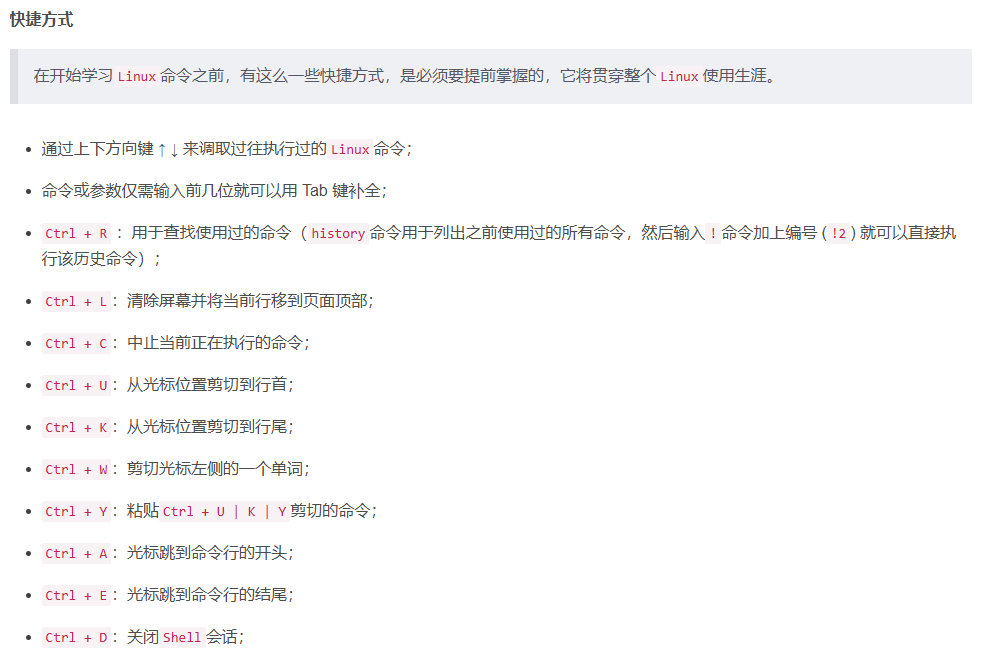 快捷方式
在开始学习 Linux 命令之前，有这么一些快捷方式，是必须要提前掌握的，它将贯穿整个 Linux 使用生涯。
• 通过上下方向键 ↑ ↓ 来调取过往执行过的 Linux 命令；
• 命令或参数仅需输入前几位就可以用 Tab 键补全；
• Ctrl + R ：用于查找使用过的命令（history 命令用于列出之前使用过的所有命令，然后输入 ! 命令加上编号 ( !2 ) 就可以直接执
行该历史命令）；
• Ctrl + L：清除屏幕并将当前行移到页面顶部；
• Ctrl + C：中止当前正在执行的命令；
• Ctrl + U：从光标位置剪切到行首；
• Ctrl + K：从光标位置剪切到行尾；
• Ctrl + W：剪切光标左侧的一个单词；
• Ctrl + Y：粘贴 Ctrl + U | K | Y 剪切的命令；
• Ctrl + A：光标跳到命令行的开头；
• Ctrl + E：光标跳到命令行的结尾；
• Ctrl + D：关闭 Shell 会话；